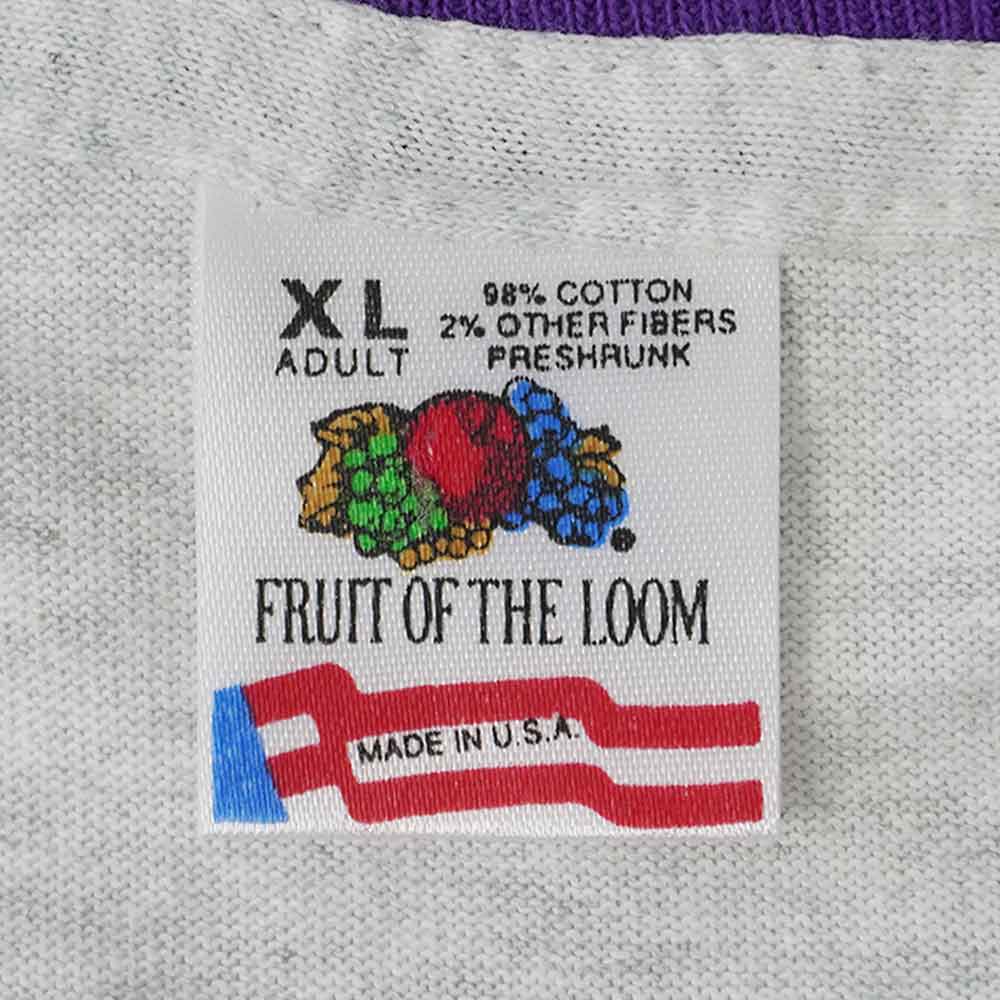 XL
ADULT
98% COTTON
2% OTHER FIBERS
PRESHRUNK
FRUIT OF THE LOOM
MADE IN U.S.A.